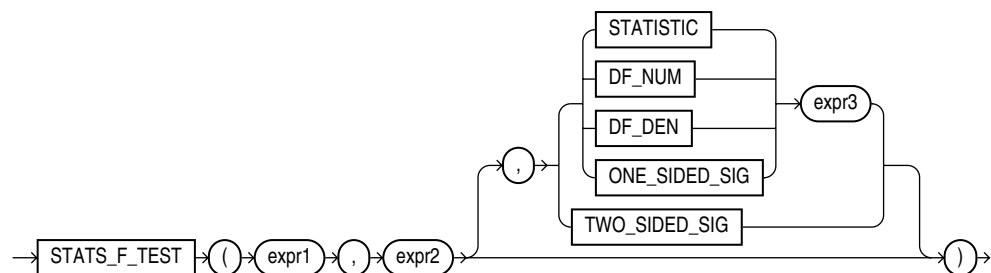 STATISTIC
DF_NUM
expr3
DF_DEN
,
ONE_SIDED_SIG
TWO_SIDED_SIG
STATS_F_TEST ( expr1 , expr2 )